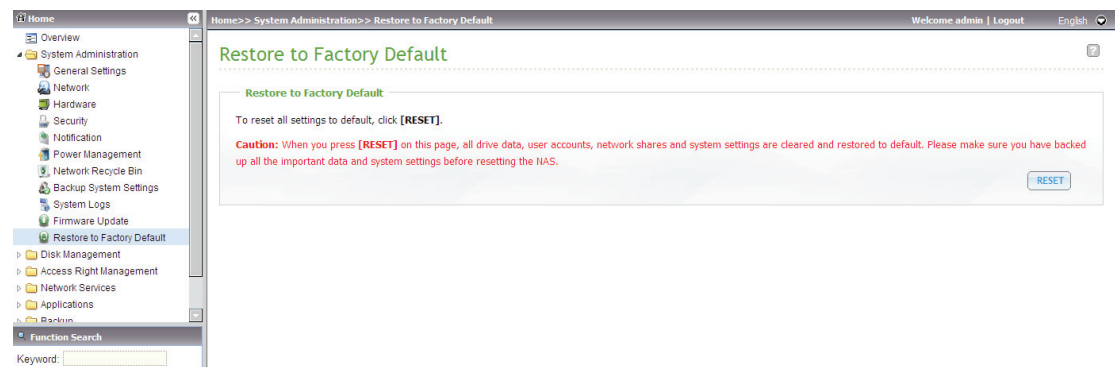 Home
Overview
System Administration
General Settings
Network
Hardware
Security
Notification
Power Management
Network Recycle Bin
Backup System Settings
System Logs
Firmware Update
Restore to Factory Default
Disk Management
Access Right Management
Network Services
Applications
Backup
Function Search
Keyword:
Home>> System Administration>> Restore to Factory Default
Welcome admin | Logout
English
Restore to Factory Default
?
Restore to Factory Default
To reset all settings to default, click [RESET].
Caution: When you press [RESET] on this page, all drive data, user accounts, network shares and system settings are cleared and restored to default. Please make sure you have backed
up all the important data and system settings before resetting the NAS.
RESET